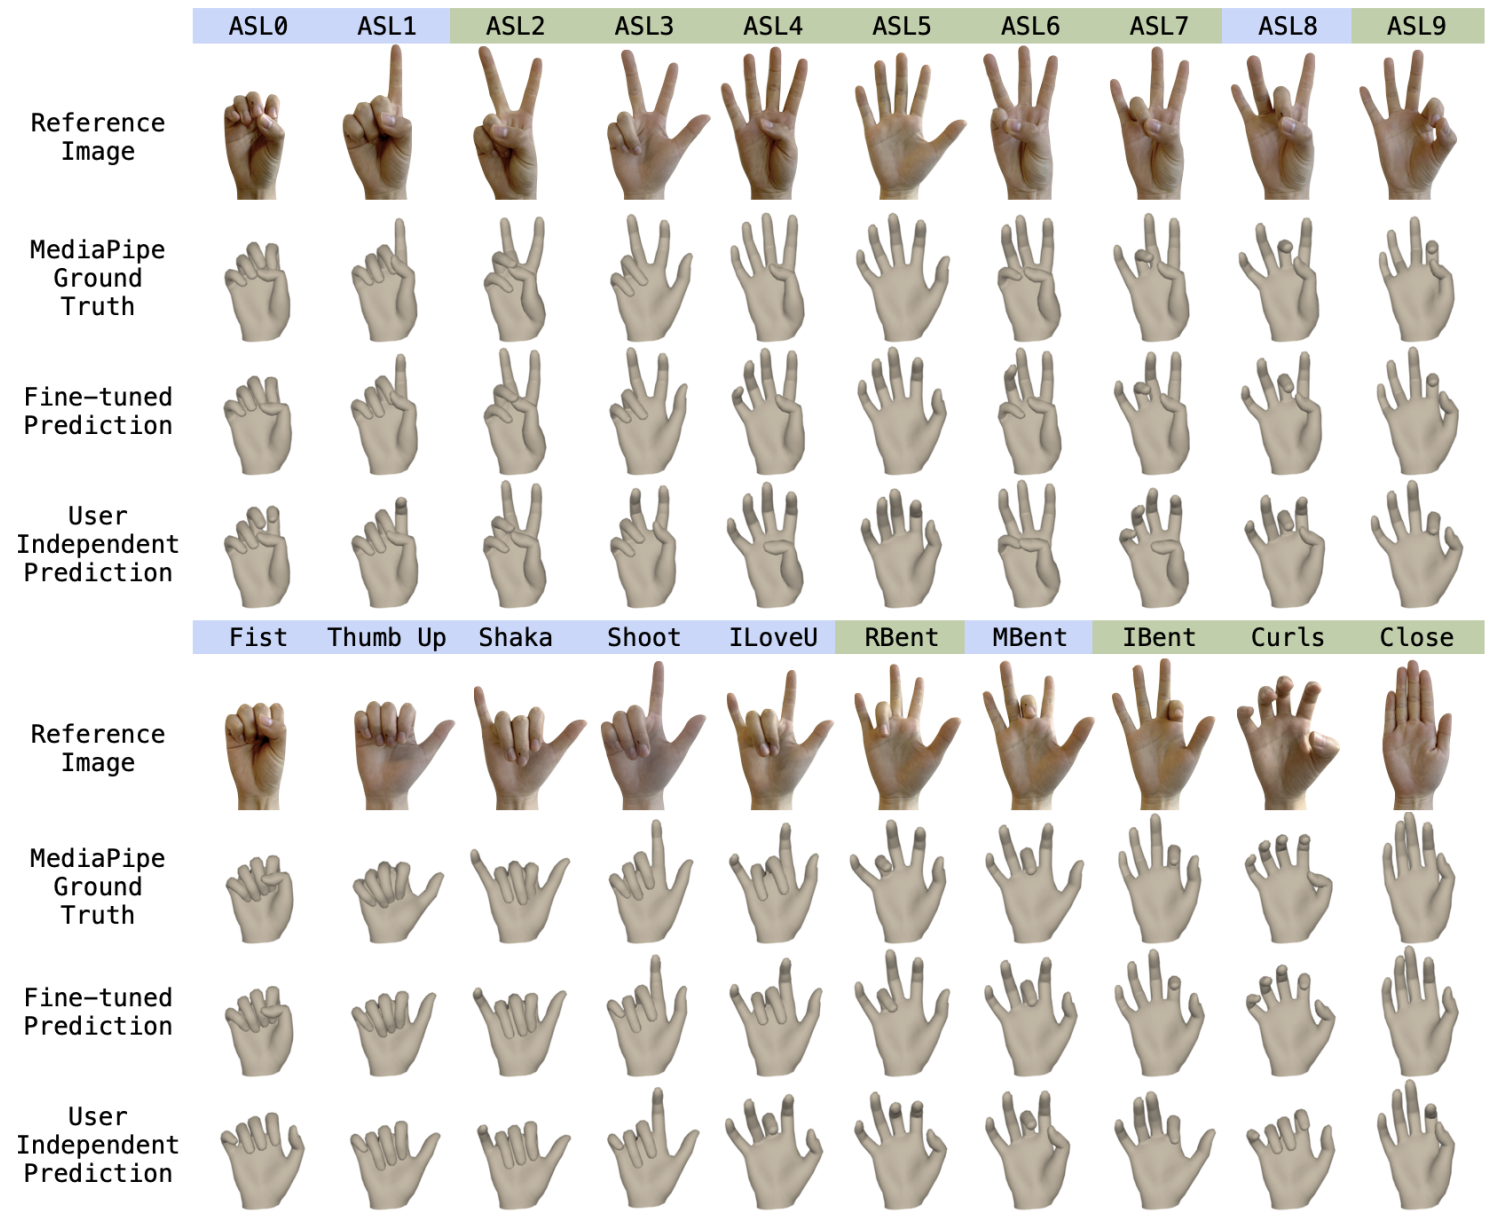 ASL0 ASL1 ASL2 ASL3 ASL4 ASL5 ASL6 ASL7 ASL8 ASL9
Reference
Image
MediaPipe
Ground
Truth
Fine-tuned
Prediction
User
Independent
Prediction
Fist Thumb Up Shaka Shoot ILoveU RBent MBent IBent Curls Close
Reference
Image
MediaPipe
Ground
Truth
Fine-tuned
Prediction
User
Independent
Prediction